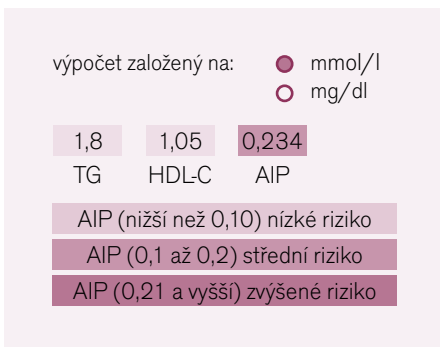 výpočet založený na: mmol/l
mg/dl
1,8 1,05 0,234
TG HDL-C AIP
AIP (nižší než 0,10) nízké riziko
AIP (0,1 až 0,2) střední riziko
AIP (0,21 a vyšší) zvýšené riziko